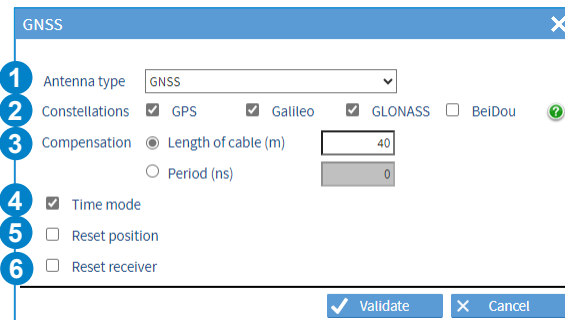 GNSS
1 Antenna type GNSS
2 Constellations GPS Galileo GLONASS BeiDou ?
3 Compensation Length of cable (m) 40
Period (ns) 0
4 Time mode
5 Reset position
6 Reset receiver
Validate Cancel